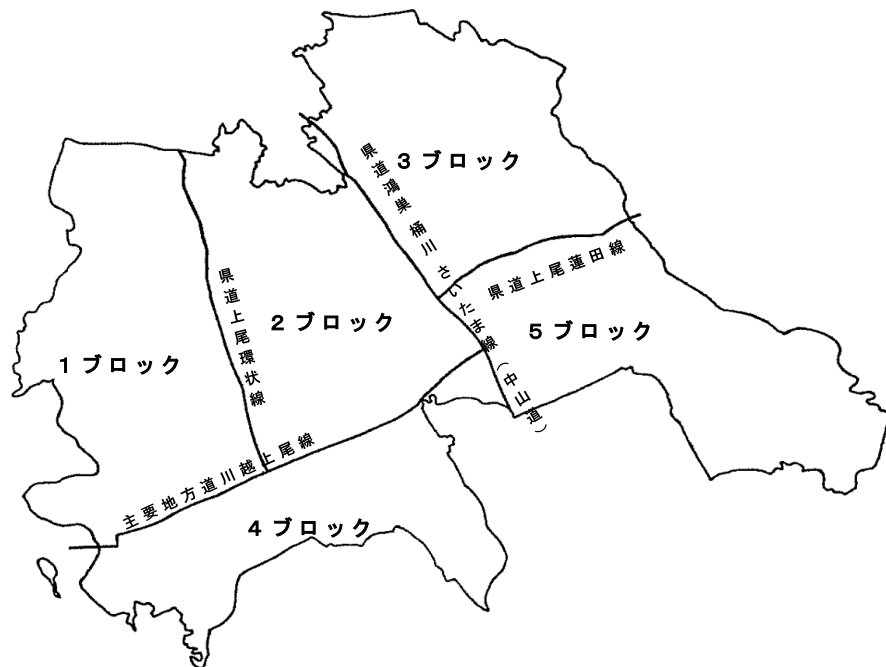 3 ブロック
県道鴻巣桶川さいたま線(中山道)
県道上尾蓮田線
県道上尾環状線
2 ブロック
5 ブロック
1 ブロック
主要地方道川越上尾線
4 ブロック